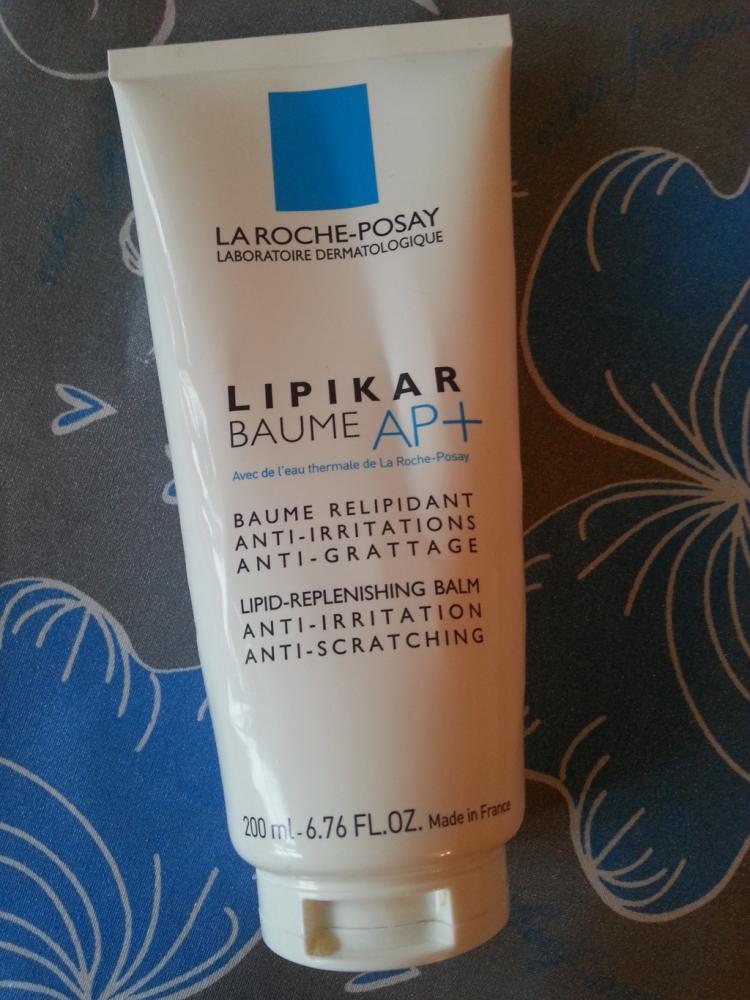 LA ROCHE-POSAY
LABORATOIRE DERMATOLOGIQUE
LIPIKAR
BAUME AP+
Avec de l'eau thermale de La Roche-Posay
BAUME RELIPIDANT
ANTI-IRRITATIONS
ANTI-GRATTAGE
LIPID-REPLENISHING BALM
ANTI-IRRITATION
ANTI-SCRATCHING
200 ml - 6.76 FL.OZ. Made in France